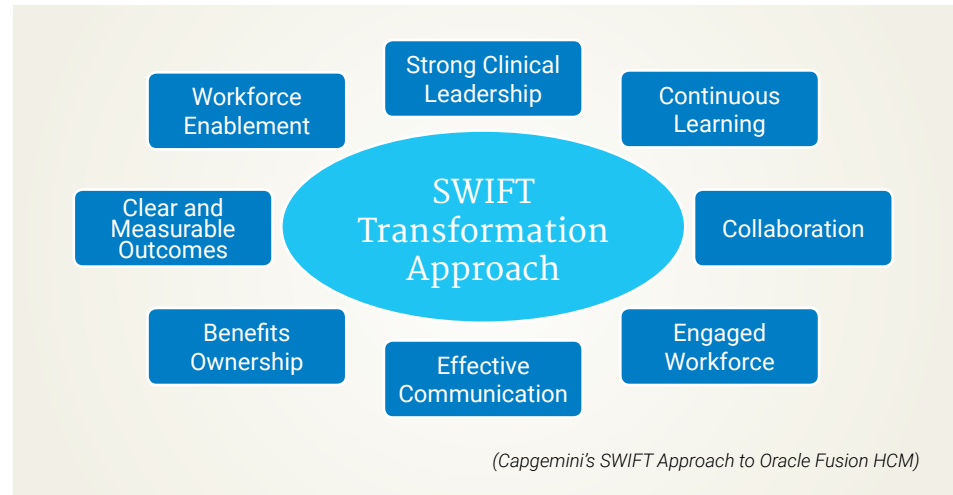 Strong Clinical
Leadership
Workforce
Enablement
Continuous
Learning
Clear and
Measurable
Outcomes
SWIFT
Transformation
Approach
Collaboration
Benefits
Ownership
Effective
Communication
Engaged
Workforce
(Capgemini’s SWIFT Approach to Oracle Fusion HCM)